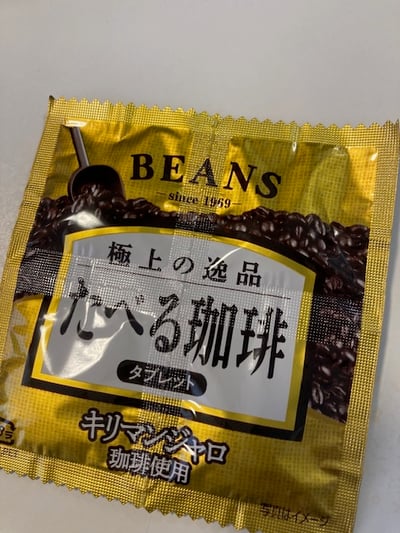 BEANS
since 1969
極上の逸品
たべる珈琲
タブレット
キリマンジャロ
珈琲使用
写真はイメージ